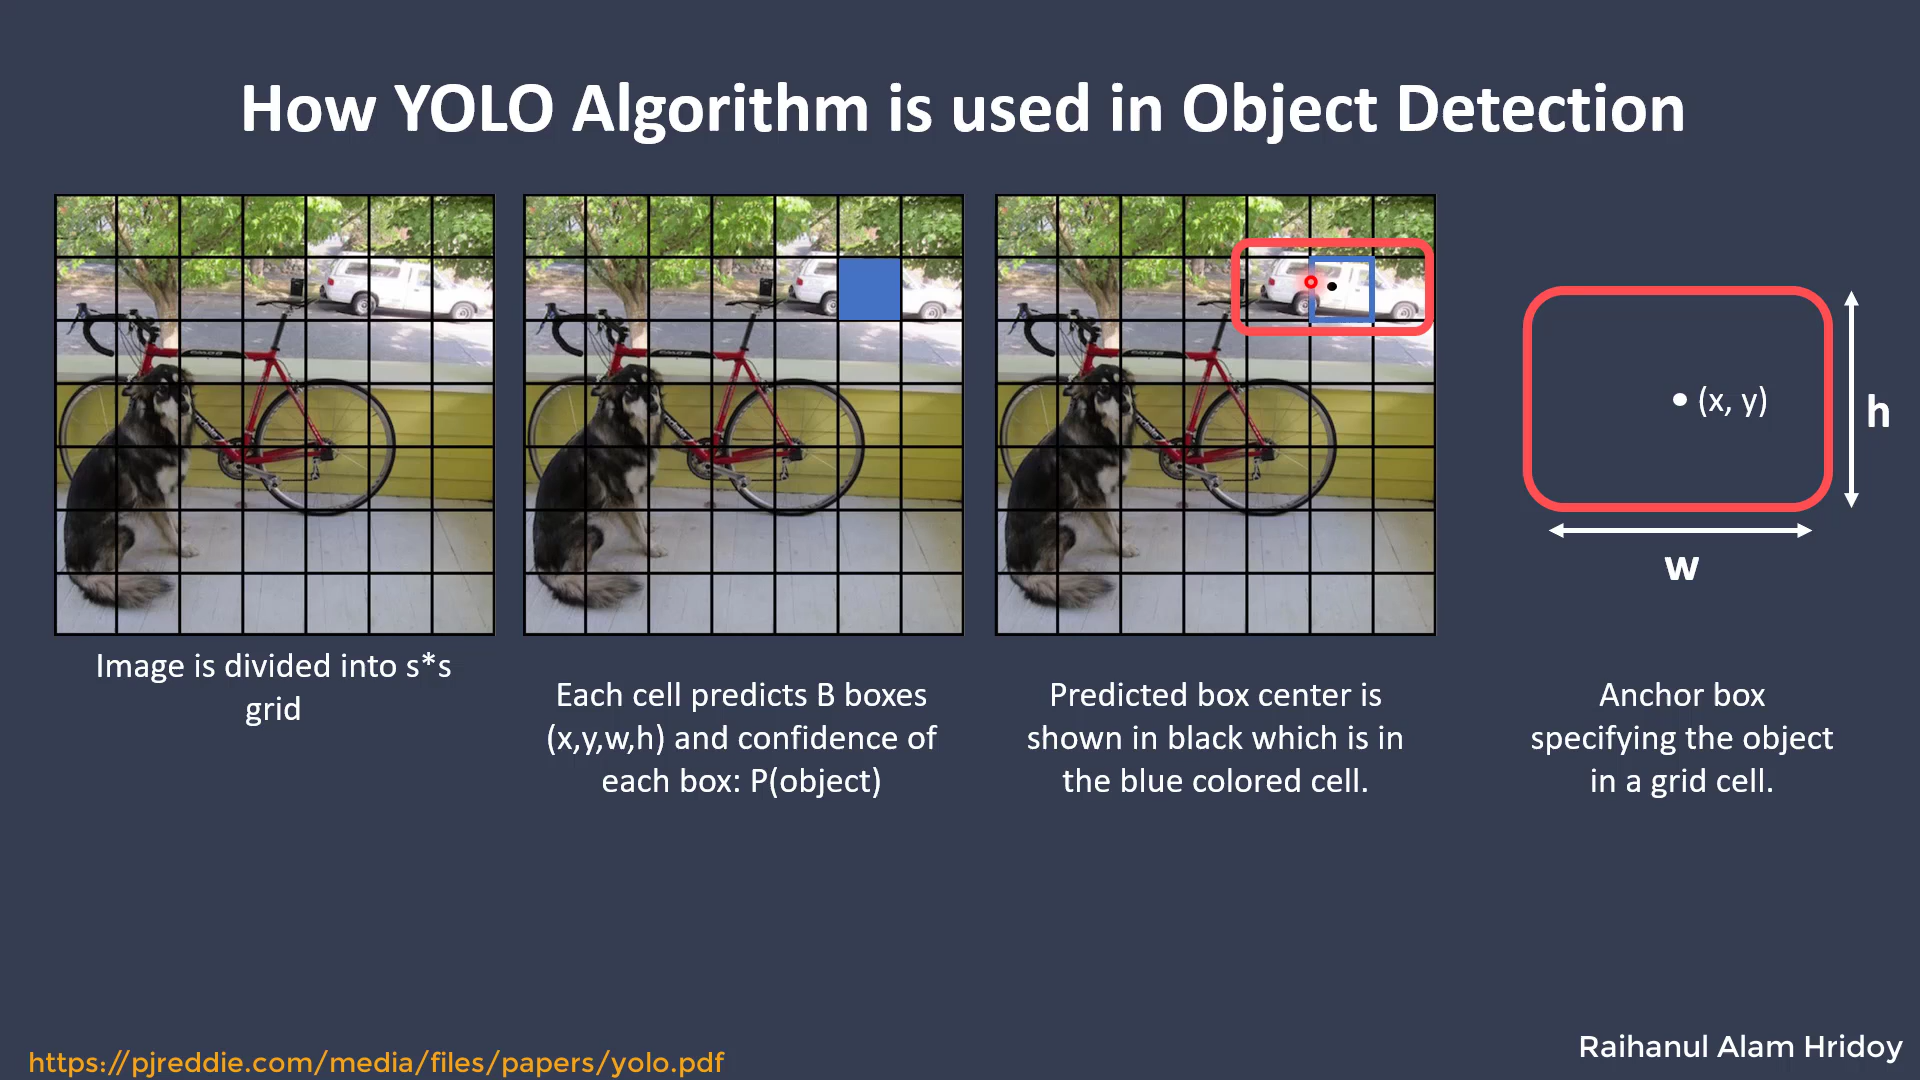 How YOLO Algorithm is used in Object Detection
Image is divided into s*s
grid
Each cell predicts B boxes
(x,y,w,h) and confidence of
each box: P(object)
Predicted box center is
shown in black which is in
the blue colored cell.
(x, y)
h
w
Anchor box
specifying the object
in a grid cell.
https://pjreddie.com/media/files/papers/yolo.pdf
Raihanul Alam Hridoy